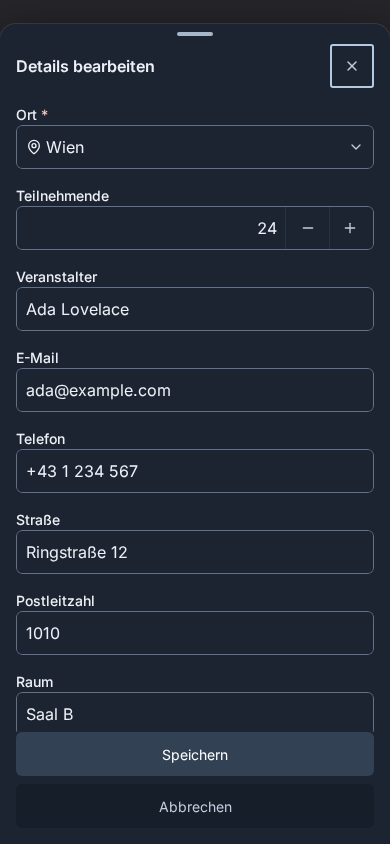 Details bearbeiten
Ort *
Wien
Teilnehmende
24
Veranstalter
Ada Lovelace
E-Mail
ada@example.com
Telefon
+43 1 234 567
Straße
Ringstraße 12
Postleitzahl
1010
Raum
Saal B
Speichern
Abbrechen